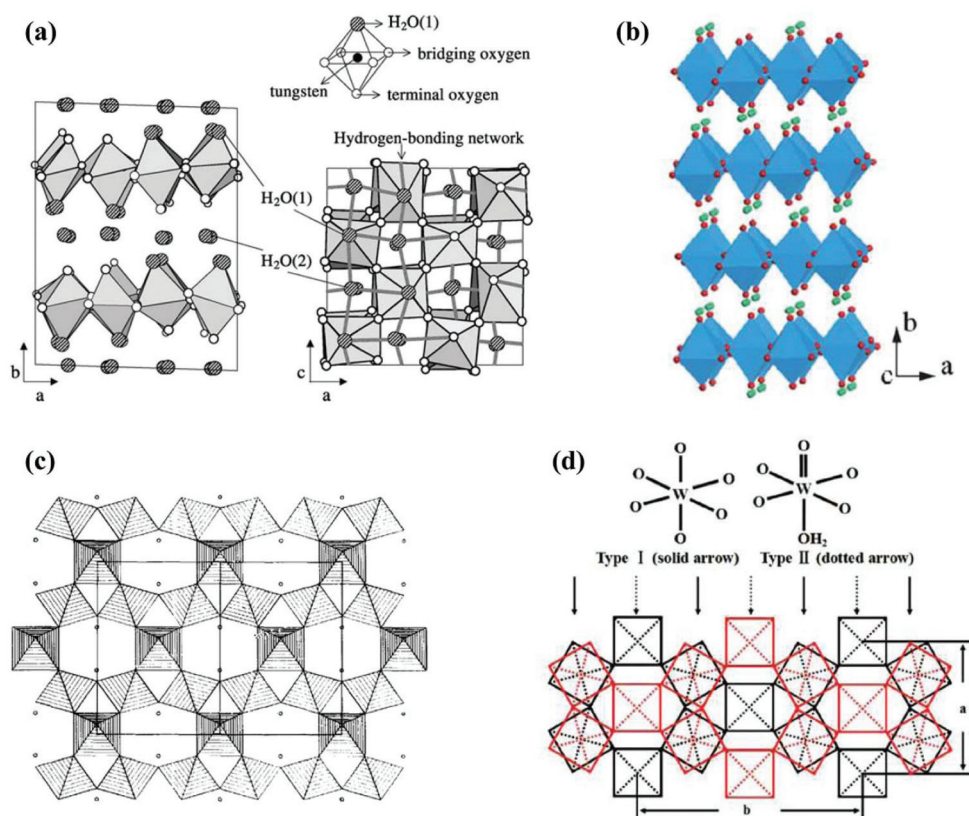 (a)
H₂O(1)
bridging oxygen
tungsten
terminal oxygen
Hydrogen-bonding network
H₂O(1)
H₂O(2)
b
a
c
a
(b)
b
c a
(c)
(d)
O O
O O O O
W W
O O O O
O OH₂
Type Ⅰ (solid arrow) Type Ⅱ (dotted arrow)
a
b